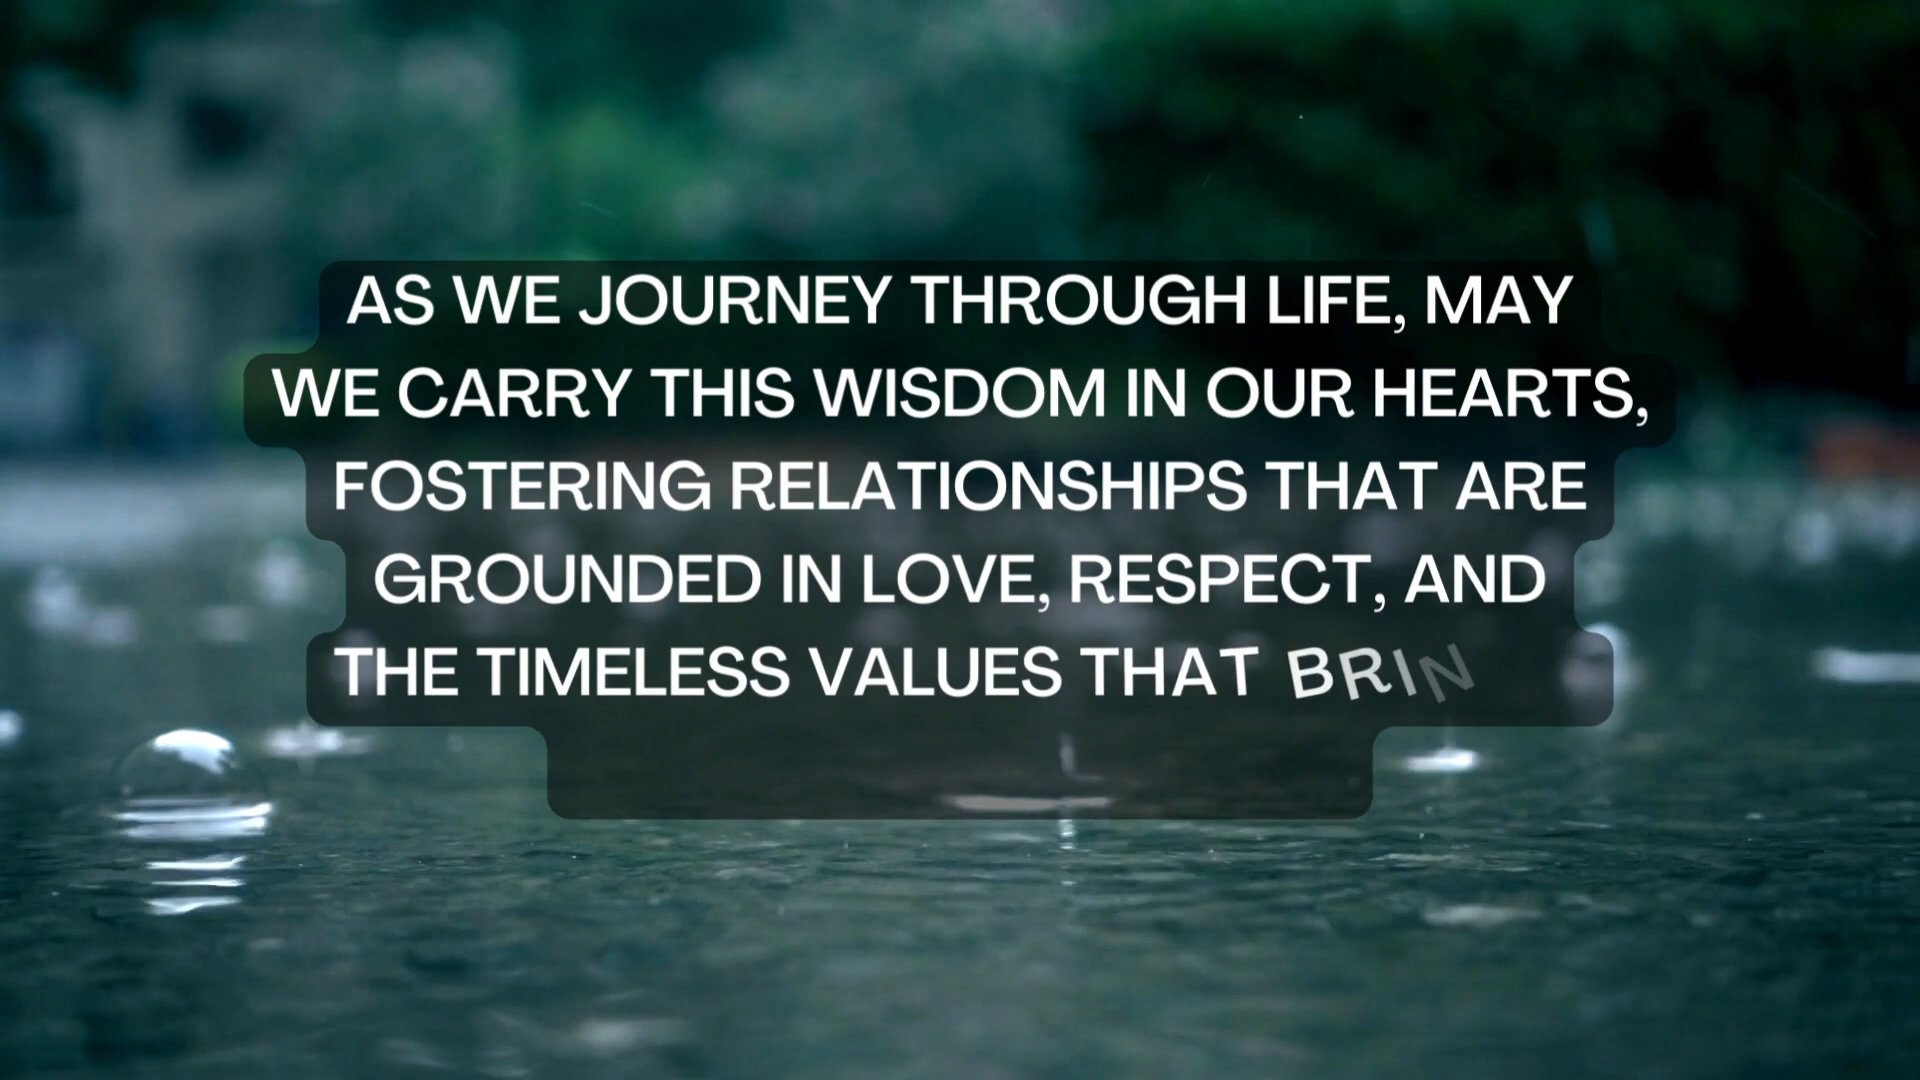 AS WE JOURNEY THROUGH LIFE, MAY
WE CARRY THIS WISDOM IN OUR HEARTS,
FOSTERING RELATIONSHIPS THAT ARE
GROUNDED IN LOVE, RESPECT, AND
THE TIMELESS VALUES THAT BRIN